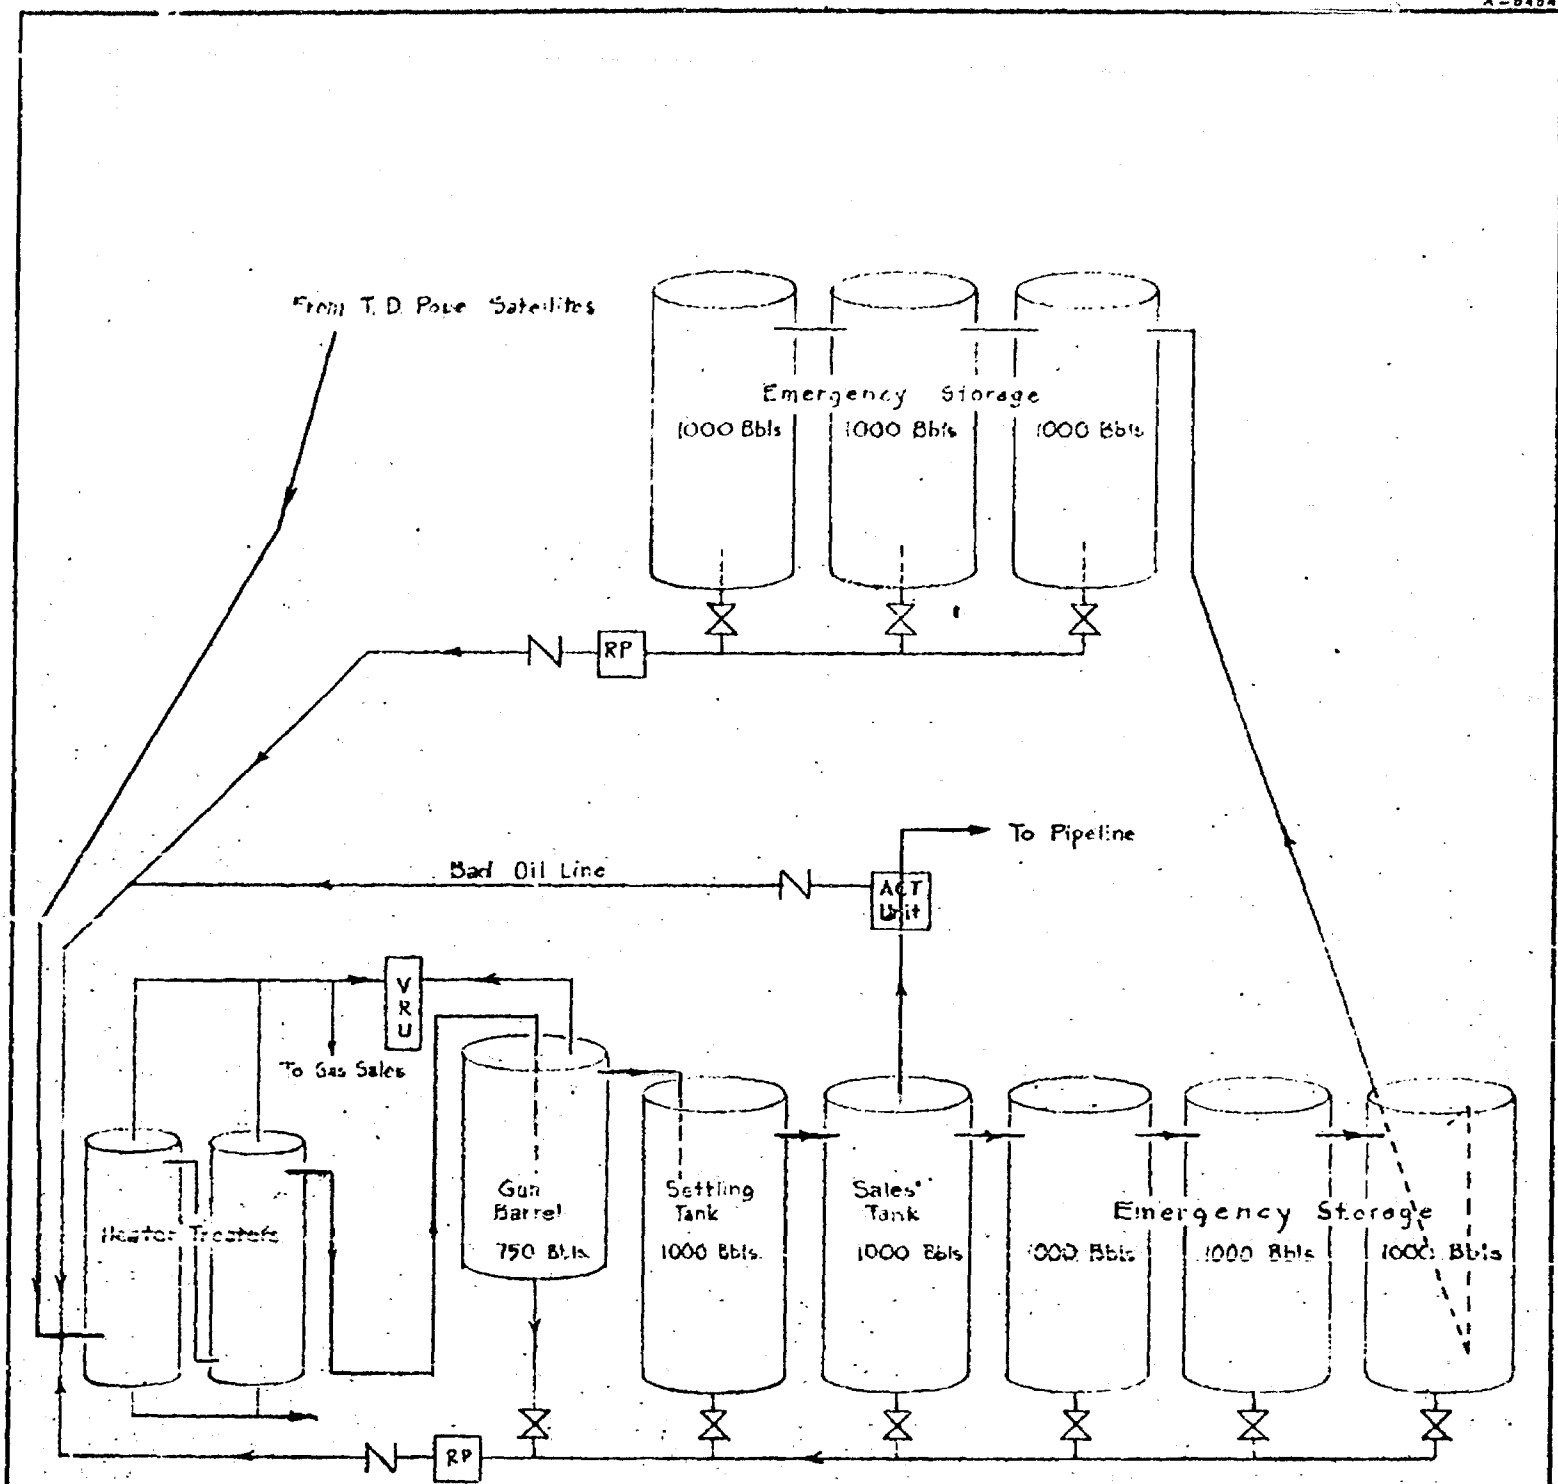 From T. D. Pope Satellites
Emergency Storage
1000 Bbls
1000 Bbls
1000 Bbls
RP
To Pipeline
Bad Oil Line
ACT
Unit
V
R
U
To Gas Sales
Gun
Barrel
750 Bbls.
Settling
Tank
1000 Bbls.
Sales
Tank
1000 Bbls
Emergency Storage
1000 Bbls
1000 Bbls
1000 Bbls
Heater Treaters
RP